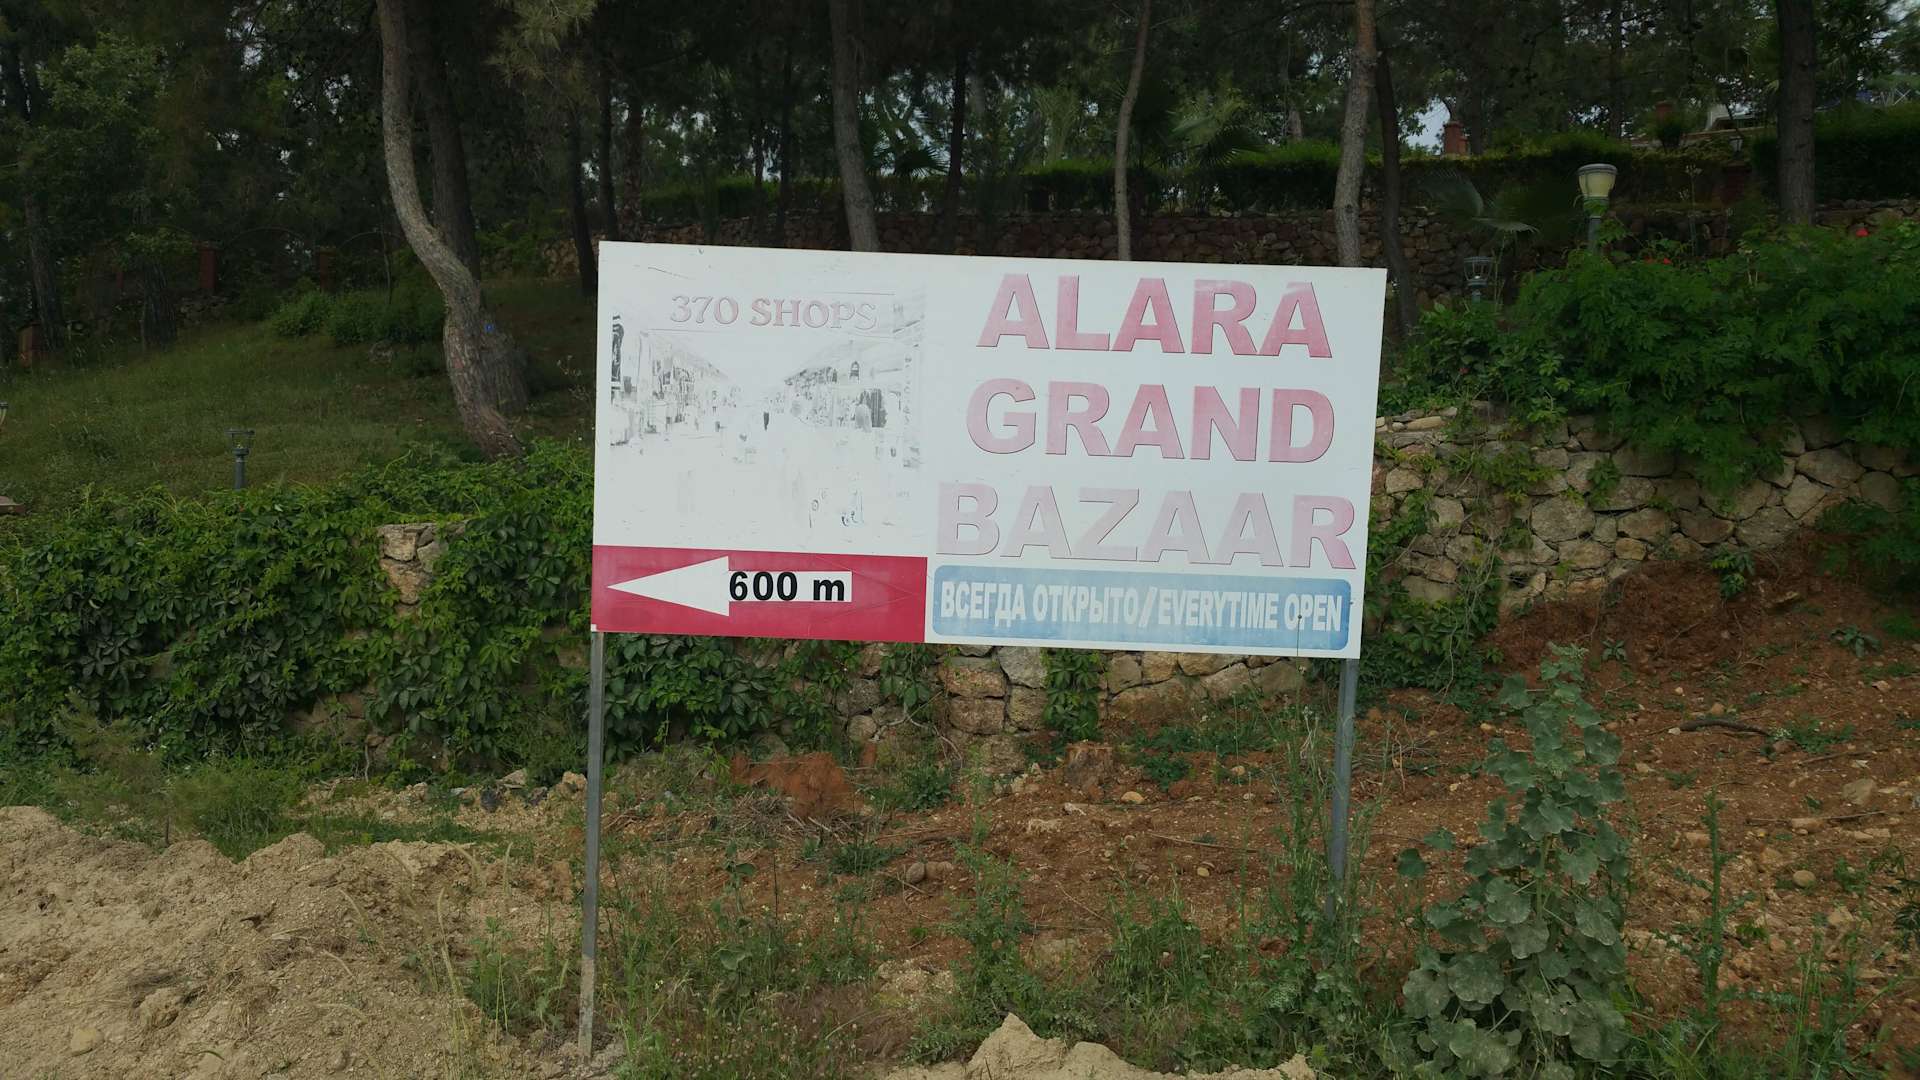 370 SHOPS
600 m
ALARA
GRAND
BAZAAR
ВСЕГДА ОТКРЫТО/EVERYTIME OPEN